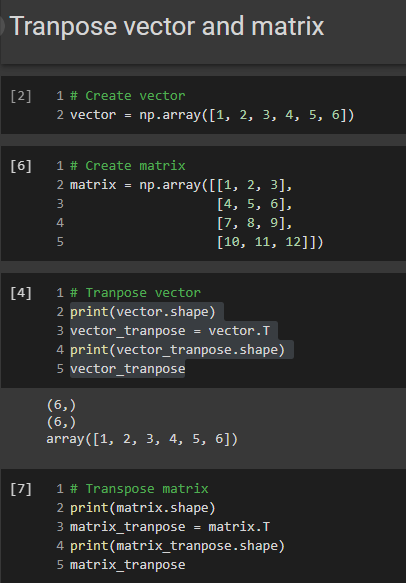 Tranpose vector and matrix
[2] 1 # Create vector
2 vector = np.array([1, 2, 3, 4, 5, 6])
[6] 1 # Create matrix
2 matrix = np.array([[1, 2, 3],
3 [4, 5, 6],
4 [7, 8, 9],
5 [10, 11, 12]])
[4] 1 # Tranpose vector
2 print(vector.shape)
3 vector_tranpose = vector.T
4 print(vector_tranpose.shape)
5 vector_tranpose
(6,)
(6,)
array([1, 2, 3, 4, 5, 6])
[7] 1 # Transpose matrix
2 print(matrix.shape)
3 matrix_tranpose = matrix.T
4 print(matrix_tranpose.shape)
5 matrix_tranpose